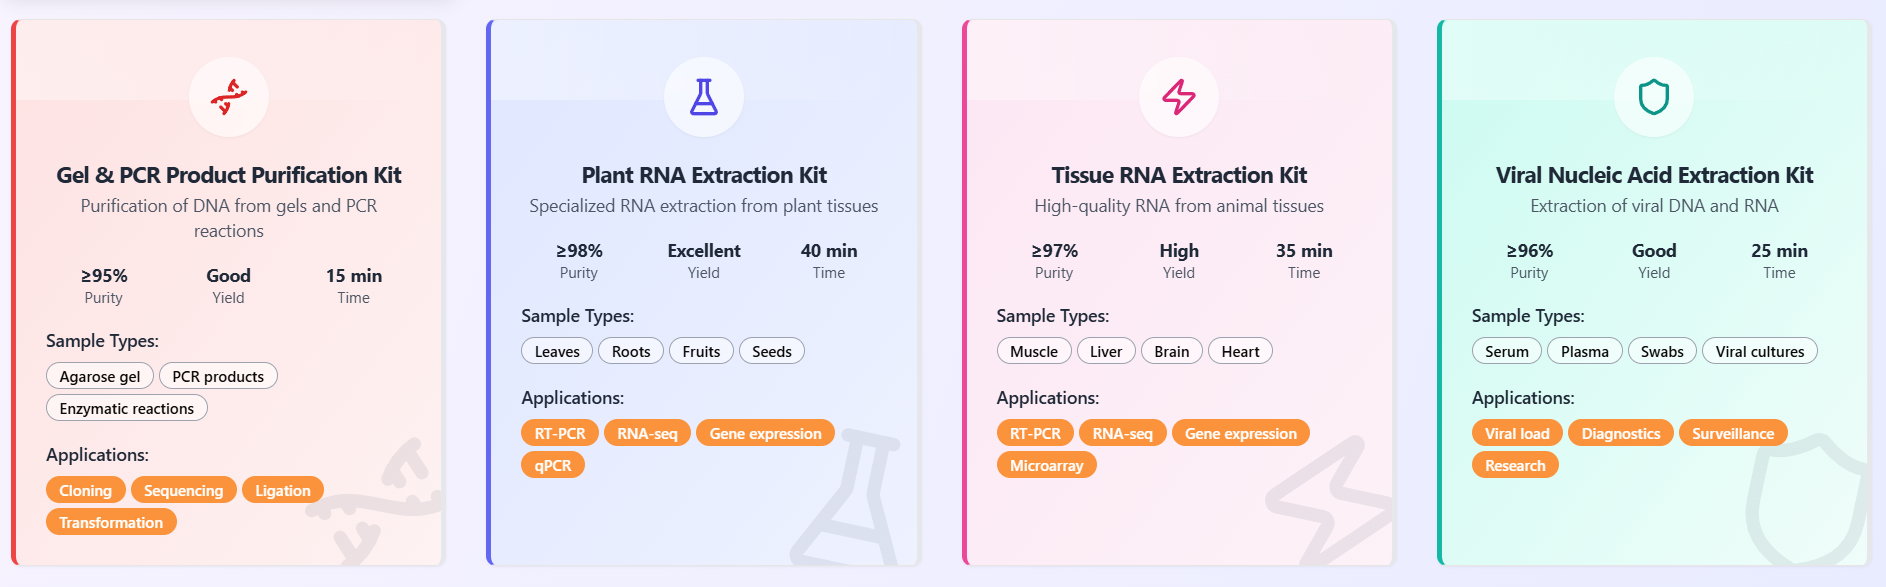 Gel & PCR Product Purification Kit
Purification of DNA from gels and PCR
reactions
≥95% Good 15 min
Purity Yield Time
Sample Types:
Agarose gel PCR products
Enzymatic reactions
Applications:
Cloning Sequencing Ligation
Transformation
Plant RNA Extraction Kit
Specialized RNA extraction from plant tissues
≥98% Excellent 40 min
Purity Yield Time
Sample Types:
Leaves Roots Fruits Seeds
Applications:
RT-PCR RNA-seq Gene expression
qPCR
Tissue RNA Extraction Kit
High-quality RNA from animal tissues
≥97% High 35 min
Purity Yield Time
Sample Types:
Muscle Liver Brain Heart
Applications:
RT-PCR RNA-seq Gene expression
Microarray
Viral Nucleic Acid Extraction Kit
Extraction of viral DNA and RNA
≥96% Good 25 min
Purity Yield Time
Sample Types:
Serum Plasma Swabs Viral cultures
Applications:
Viral load Diagnostics Surveillance
Research